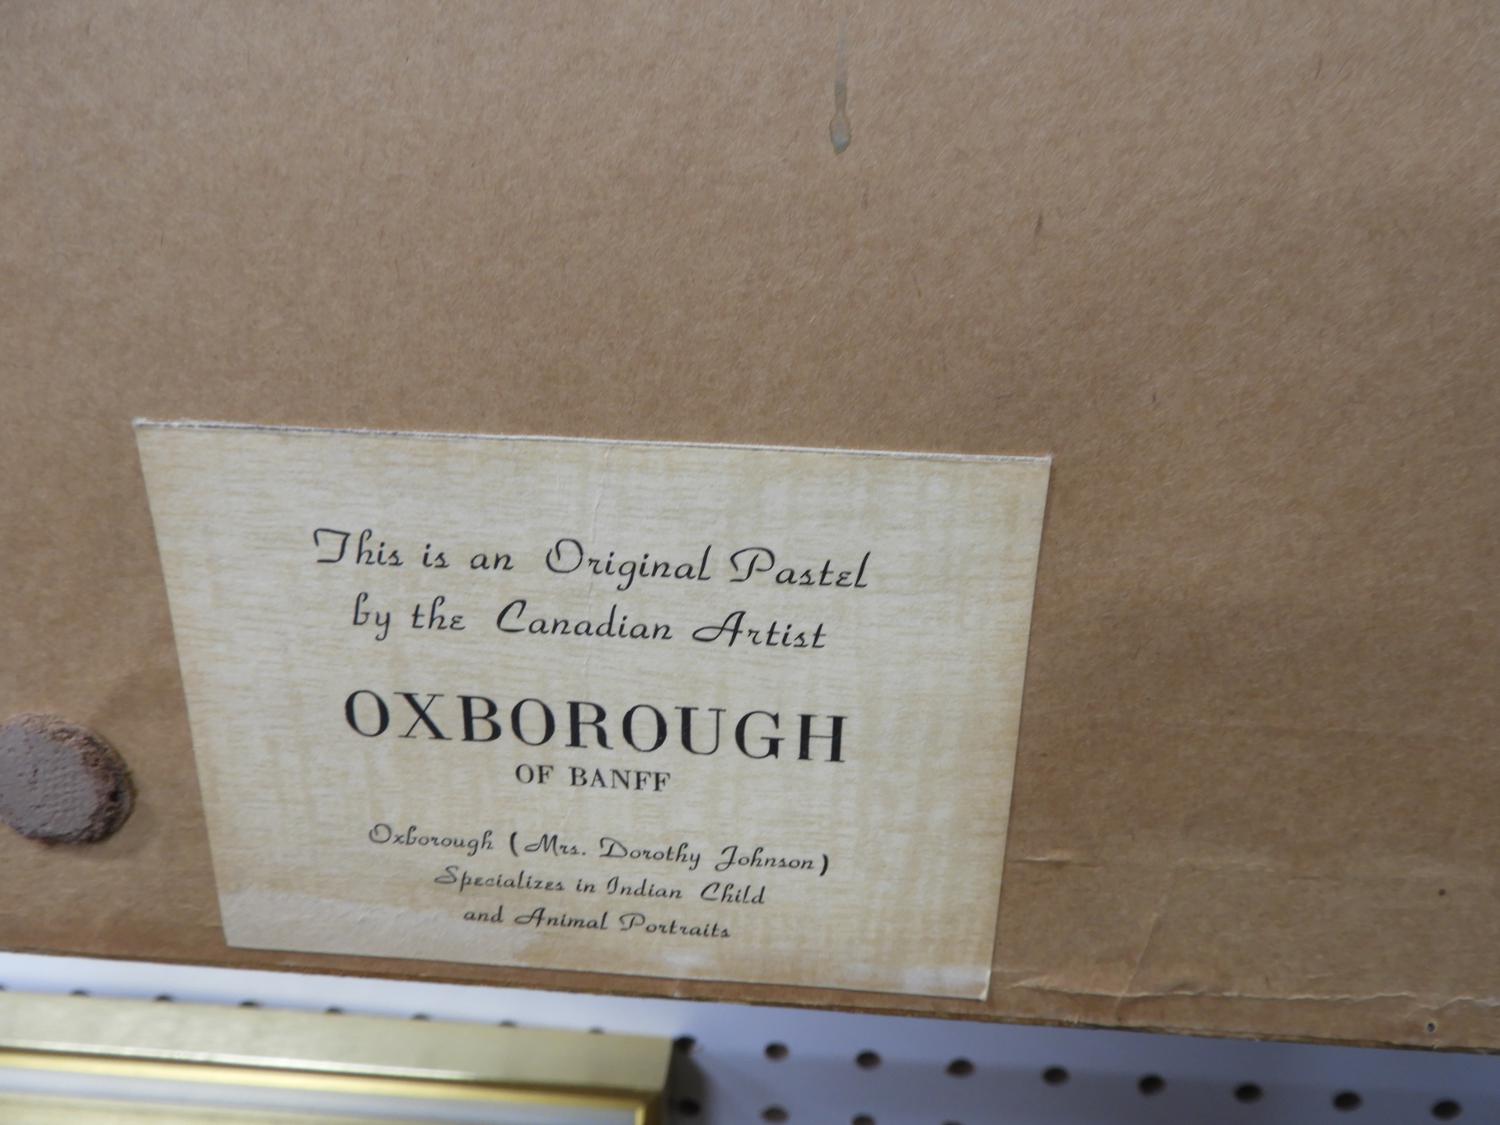 This is an Original Pastel
by the Canadian Artist
OXBOROUGH
OF BANFF
Oxborough (Mrs. Dorothy Johnson)
Specializes in Indian Child
and Animal Portraits